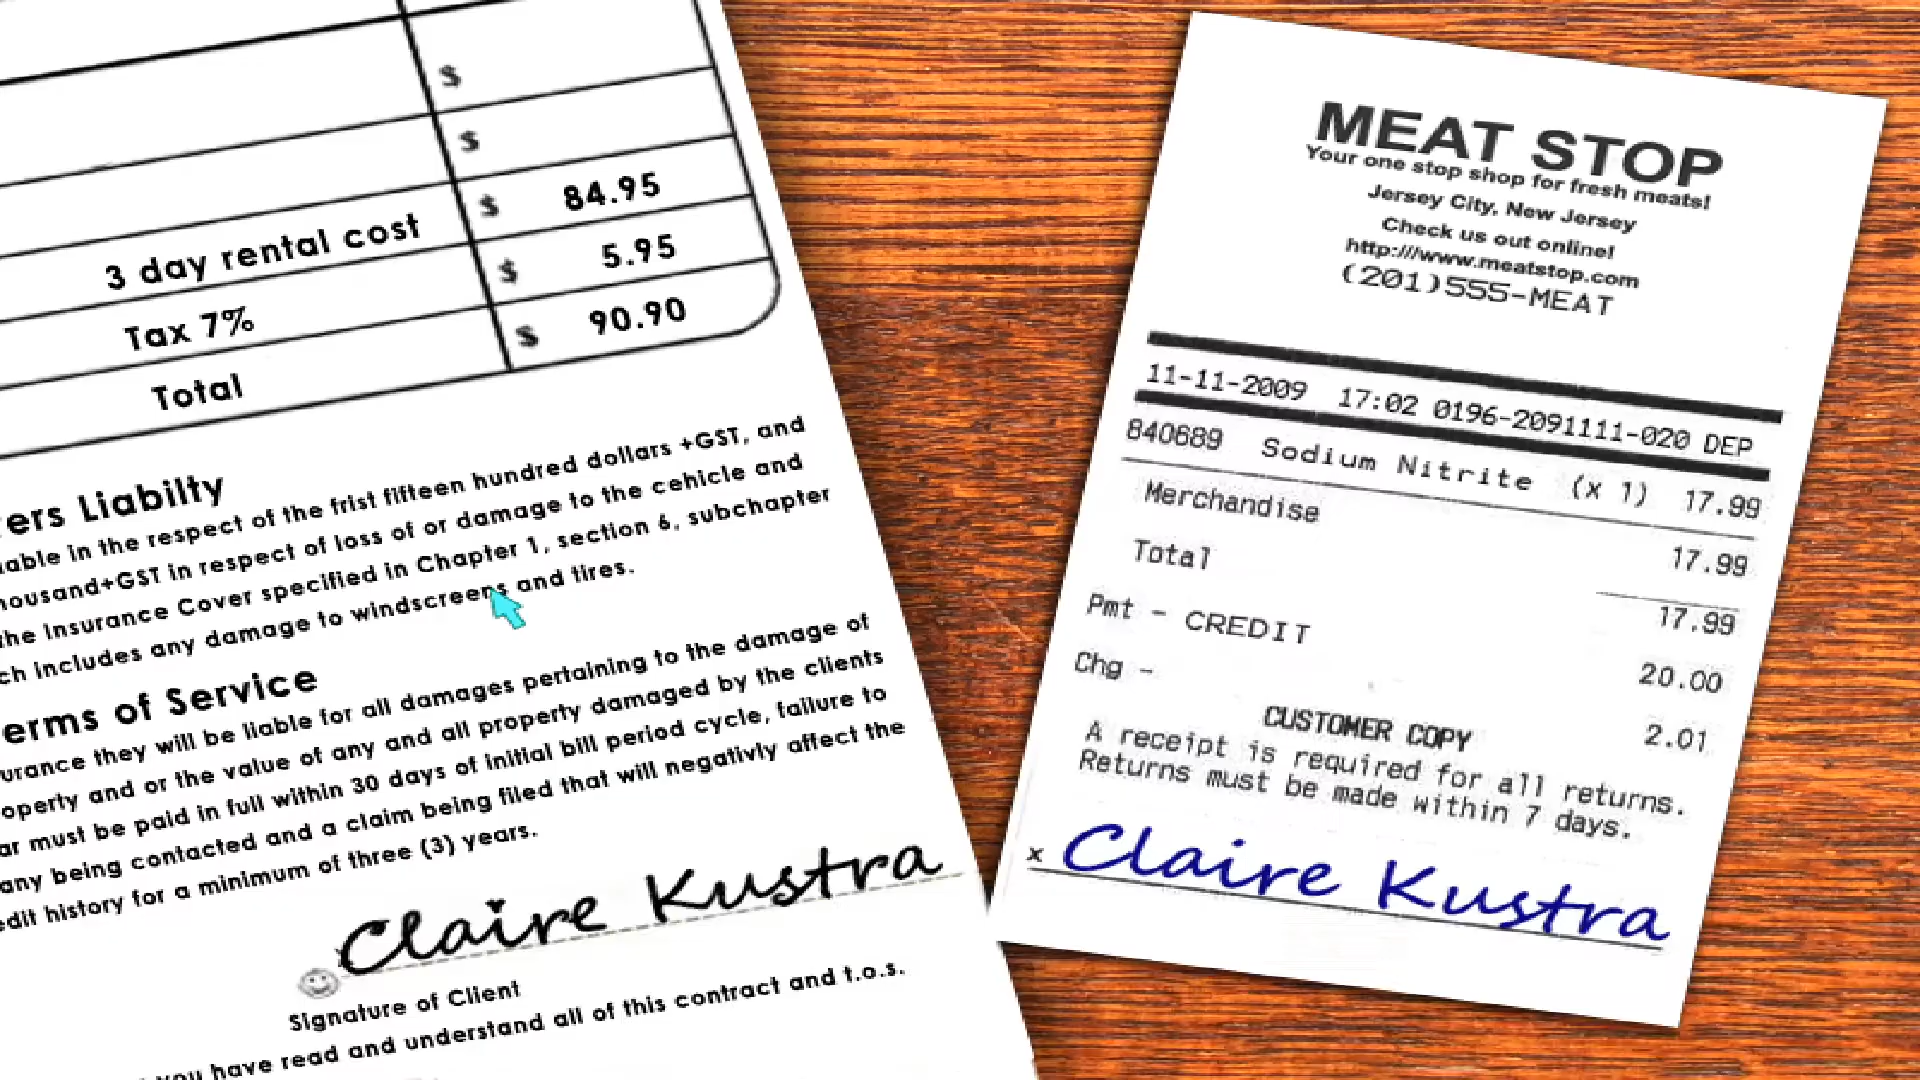 $
$
3 day rental cost $ 84.95
Tax 7% $ 5.95
Total $ 90.90
ers Liabilty
able in the respect of the frist fifteen hundred dollars +GST, and
housand+GST in respect of loss of or damage to the cehicle and
he Insurance Cover specified in Chapter 1, section 6, subchapter
ch includes any damage to windscreens and tires.
erms of Service
urance they will be liable for all damages pertaining to the damage of
operty and or the value of any and all property damaged by the clients
ar must be paid in full within 30 days of initial bill period cycle, failure to
any being contacted and a claim being filed that will negativly affect the
edit history for a minimum of three (3) years.
Claire Kustra
Signature of Client
you have read and understand all of this contract and t.o.s.
MEAT STOP
Your one stop shop for fresh meats!
Jersey City, New Jersey
Check us out online!
http:///www.meatstop.com
(201)555-MEAT
11-11-2009 17:02 0196-2091111-020 DEP
840689 Sodium Nitrite (x 1) 17.99
Merchandise 17.99
Total 17.99
Pmt - CREDIT 20.00
Chg - 2.01
CUSTOMER COPY
A receipt is required for all returns.
Returns must be made within 7 days.
x Claire Kustra